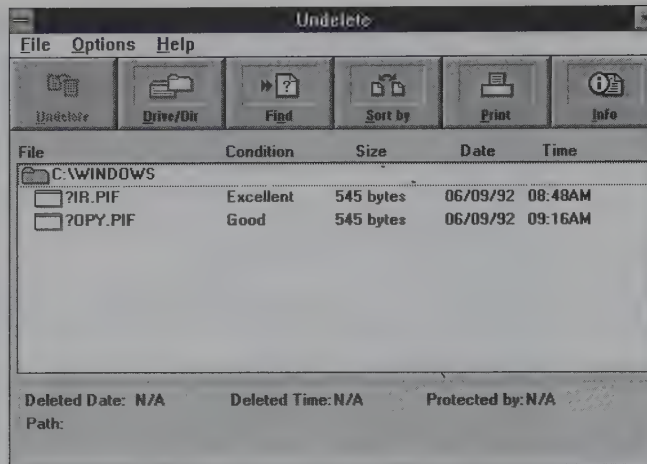 Undelete
File Options Help
Undelete Drive/Dir Find Sort by Print Info
File Condition Size Date Time
C:\WINDOWS
?IR.PIF Excellent 545 bytes 06/09/92 08:48AM
?OPY.PIF Good 545 bytes 06/09/92 09:16AM
Deleted Date: N/A Deleted Time: N/A Protected by: N/A
Path: